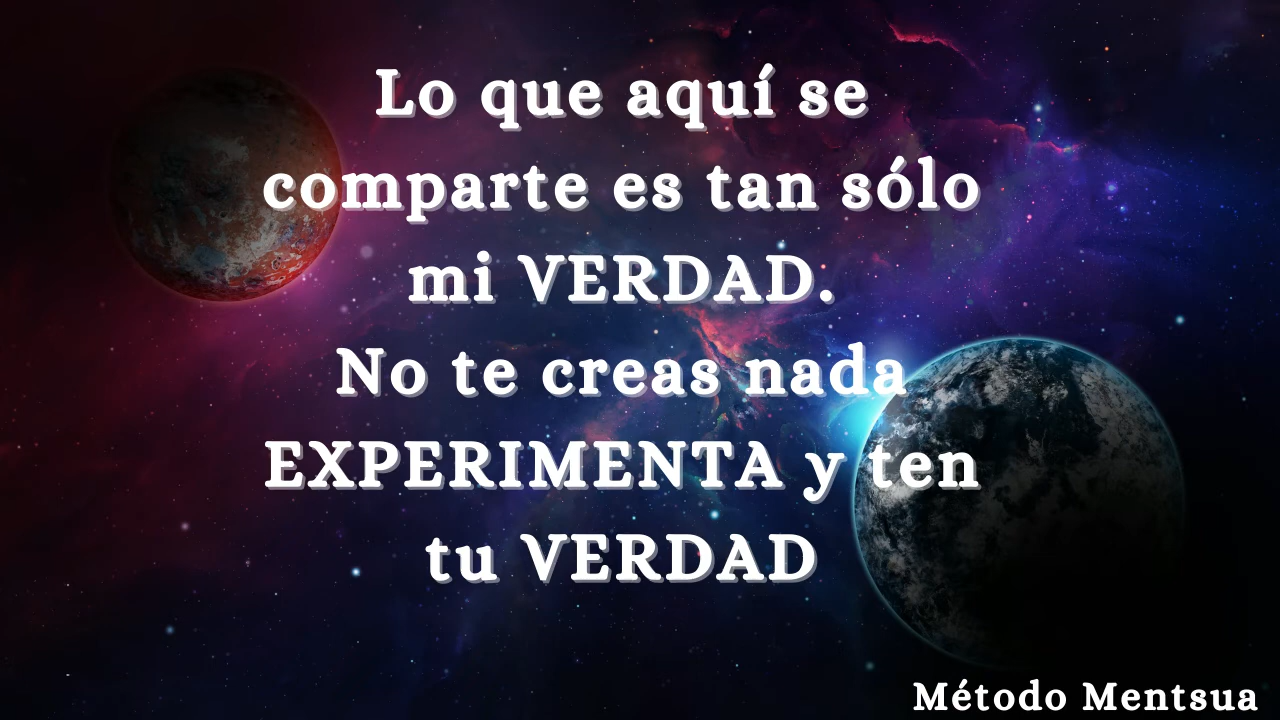 Lo que aquí se
comparte es tan sólo
mi VERDAD.
No te creas nada
EXPERIMENTA y ten
tu VERDAD
Método Mentsua